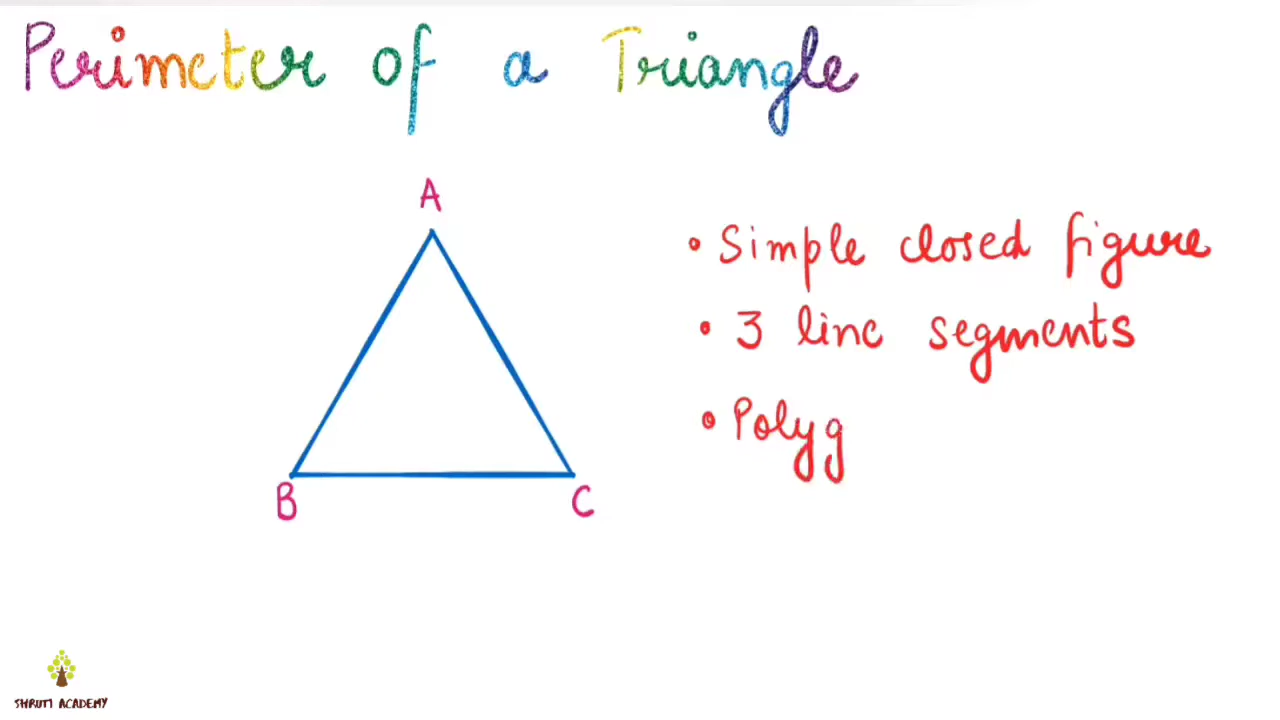 Perimeter of a Triangle
A
• Simple closed figure
• 3 line segments
• Polyg
B
C
SHRUTI ACADEMY